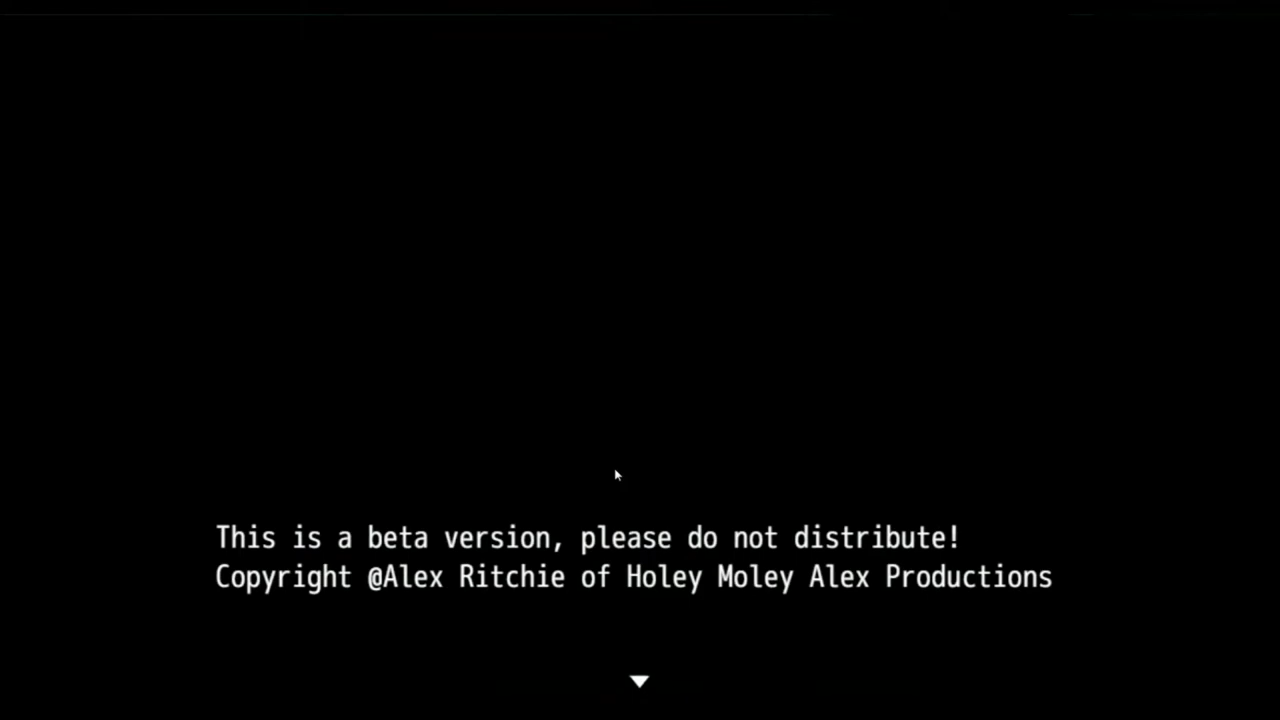 This is a beta version, please do not distribute!
Copyright @Alex Ritchie of Holey Moley Alex Productions